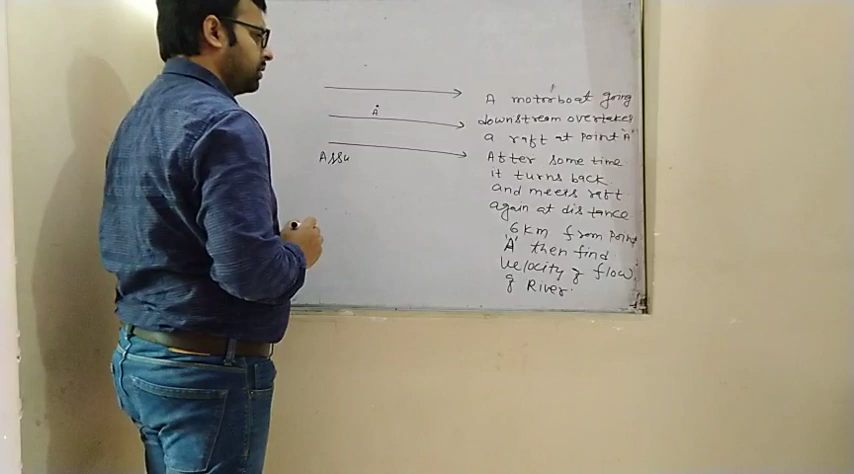 A
Assu
A motorboat going
downstream overtakes
a raft at point "A"
After some time
it turns back
and meets raft
again at distance
6 km from point
'A' then find
velocity of flow
of River.